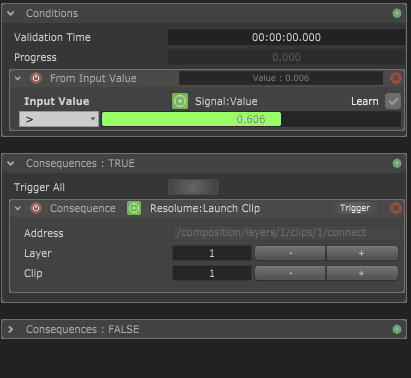 Conditions
Validation Time 00:00:00.000
Progress 0.000
From Input Value Value : 0.006
Input Value Signal:Value Learn
> 0.606
Consequences : TRUE
Trigger All
Consequence Resolume:Launch Clip Trigger
Address /composition/layers/1/clips/1/connect
Layer 1 - +
Clip 1 - +
Consequences : FALSE